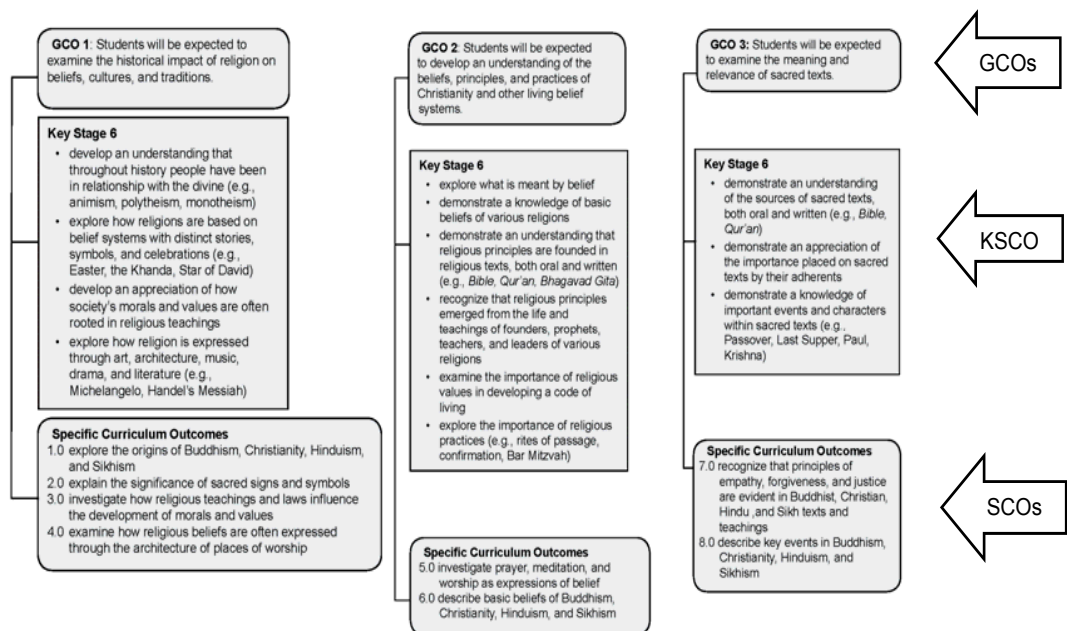 GCO 1: Students will be expected to
examine the historical impact of religion on
beliefs, cultures, and traditions.
Key Stage 6
• develop an understanding that
throughout history people have been
in relationship with the divine (e.g.,
animism, polytheism, monotheism)
• explore how religions are based on
belief systems with distinct stories,
symbols, and celebrations (e.g.,
Easter, the Khanda, Star of David)
• develop an appreciation of how
society's morals and values are often
rooted in religious teachings
• explore how religion is expressed
through art, architecture, music,
drama, and literature (e.g.,
Michelangelo, Handel's Messiah)
Specific Curriculum Outcomes
1.0 explore the origins of Buddhism, Christianity, Hinduism,
and Sikhism
2.0 explain the significance of sacred signs and symbols
3.0 investigate how religious teachings and laws influence
the development of morals and values
4.0 examine how religious beliefs are often expressed
through the architecture of places of worship
GCO 2: Students will be expected
to develop an understanding of the
beliefs, principles, and practices of
Christianity and other living belief
systems.
Key Stage 6
• explore what is meant by belief
• demonstrate a knowledge of basic
beliefs of various religions
• demonstrate an understanding that
religious principles are founded in
religious texts, both oral and written
(e.g., Bible, Qur'an, Bhagavad Gita)
• recognize that religious principles
emerged from the life and
teachings of founders, prophets,
teachers, and leaders of various
religions
• examine the importance of religious
values in developing a code of
living
• explore the importance of religious
practices (e.g., rites of passage,
confirmation, Bar Mitzvah)
Specific Curriculum Outcomes
5.0 investigate prayer, meditation, and
worship as expressions of belief
6.0 describe basic beliefs of Buddhism,
Christianity, Hinduism, and Sikhism
GCO 3: Students will be expected
to examine the meaning and
relevance of sacred texts.
Key Stage 6
• demonstrate an understanding
of the sources of sacred texts,
both oral and written (e.g., Bible,
Qur'an)
• demonstrate an appreciation of
the importance placed on sacred
texts by their adherents
• demonstrate a knowledge of
important events and characters
within sacred texts (e.g.,
Passover, Last Supper, Paul,
Krishna)
Specific Curriculum Outcomes
7.0 recognize that principles of
empathy, forgiveness, and justice
are evident in Buddhist, Christian,
Hindu ,and Sikh texts and
teachings
8.0 describe key events in Buddhism,
Christianity, Hinduism, and
Sikhism
GCOs
KSCO
SCOs